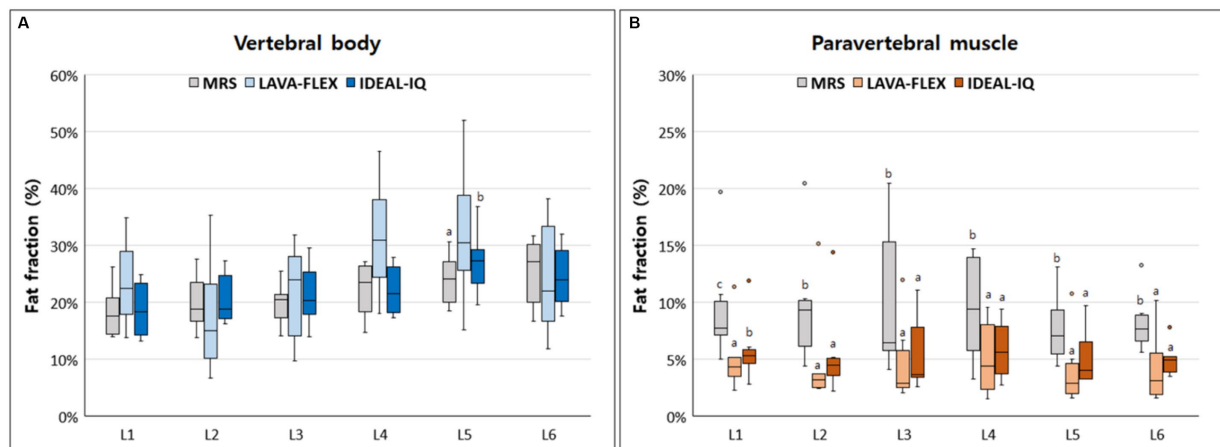 A
Vertebral body
MRS LAVA-FLEX IDEAL-IQ
Fat fraction (%)
60%
50%
40%
30%
20%
10%
0%
a
b
L1 L2 L3 L4 L5 L6
B
Paravertebral muscle
MRS LAVA-FLEX IDEAL-IQ
Fat fraction (%)
30%
25%
20%
15%
10%
5%
0%
c a b
b a a
b a a
b a a
b a a
b a a
L1 L2 L3 L4 L5 L6